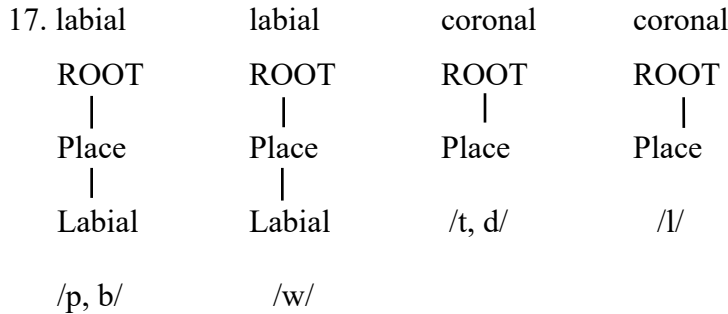 17. labial labial coronal coronal
ROOT ROOT ROOT ROOT
Place Place Place Place
Labial Labial /t, d/ /l/
/p, b/ /w/